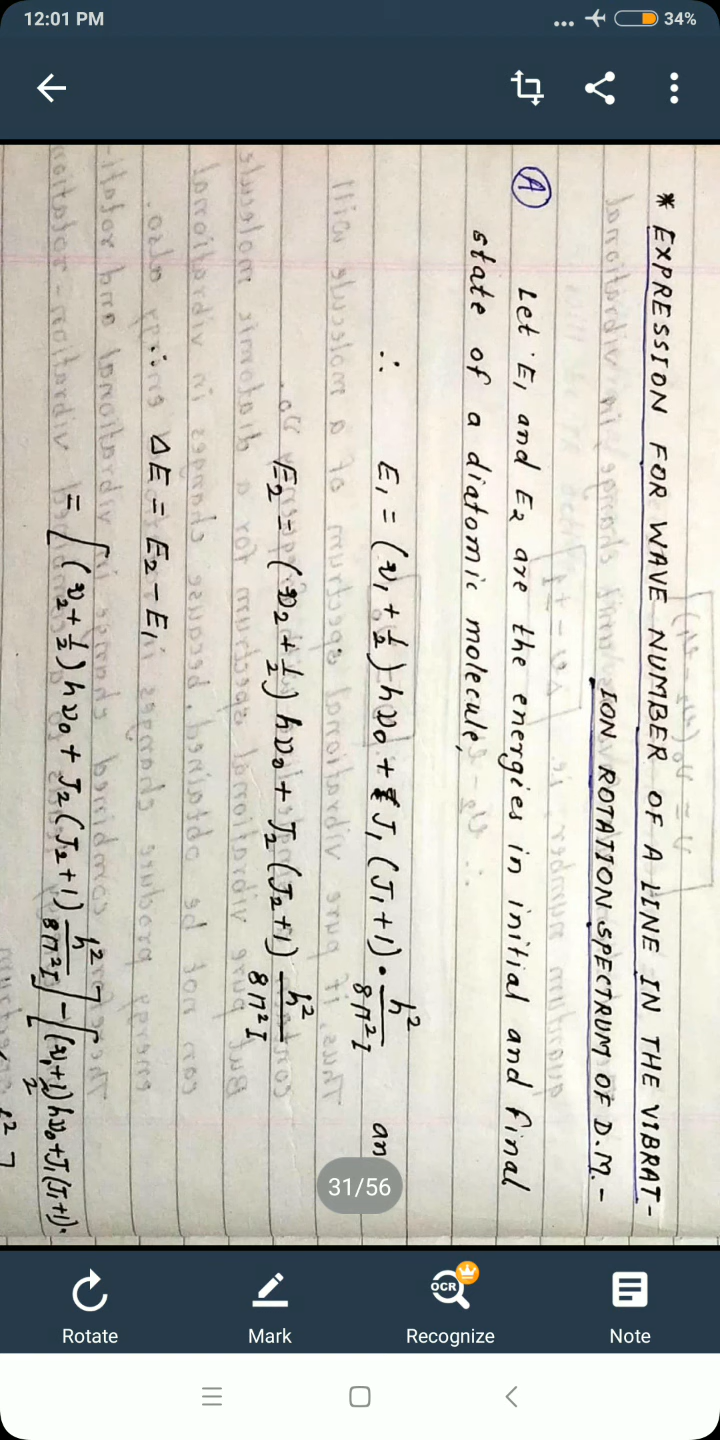 12:01 PM
34%
* EXPRESSION FOR WAVE NUMBER OF A LINE IN THE VIBRAT-
ION ROTATION SPECTRUM OF D.M.-
(A) Let E₁ and E₂ are the energies in initial and final
state of a diatomic molecule,
∴ E₁ = (v₁ + 1/2) hν₀ + J₁ (J₁+1) · h²/8π²I an
E₂ = (v₂ + 1/2) hν₀ + J₂ (J₂+1) h²/8π²I
∴ ΔE = E₂ - E₁
= [(v₂ + 1/2) hν₀ + J₂ (J₂+1) h²/8π²I] - [(v₁ + 1/2) hν₀ + J₁ (J₁+1) ·
31/56
Rotate
Mark
OCR
Recognize
Note